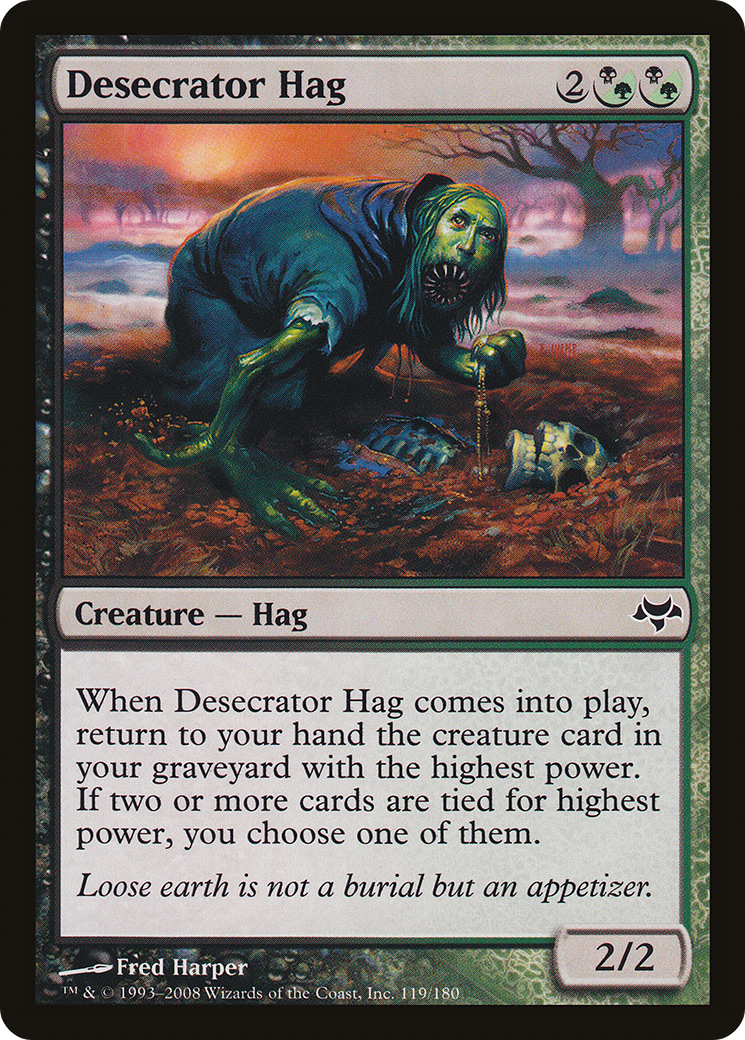 Desecrator Hag 2
Creature — Hag
When Desecrator Hag comes into play,
return to your hand the creature card in
your graveyard with the highest power.
If two or more cards are tied for highest
power, you choose one of them.
Loose earth is not a burial but an appetizer.
2/2
Fred Harper
™ & © 1993–2008 Wizards of the Coast, Inc. 119/180